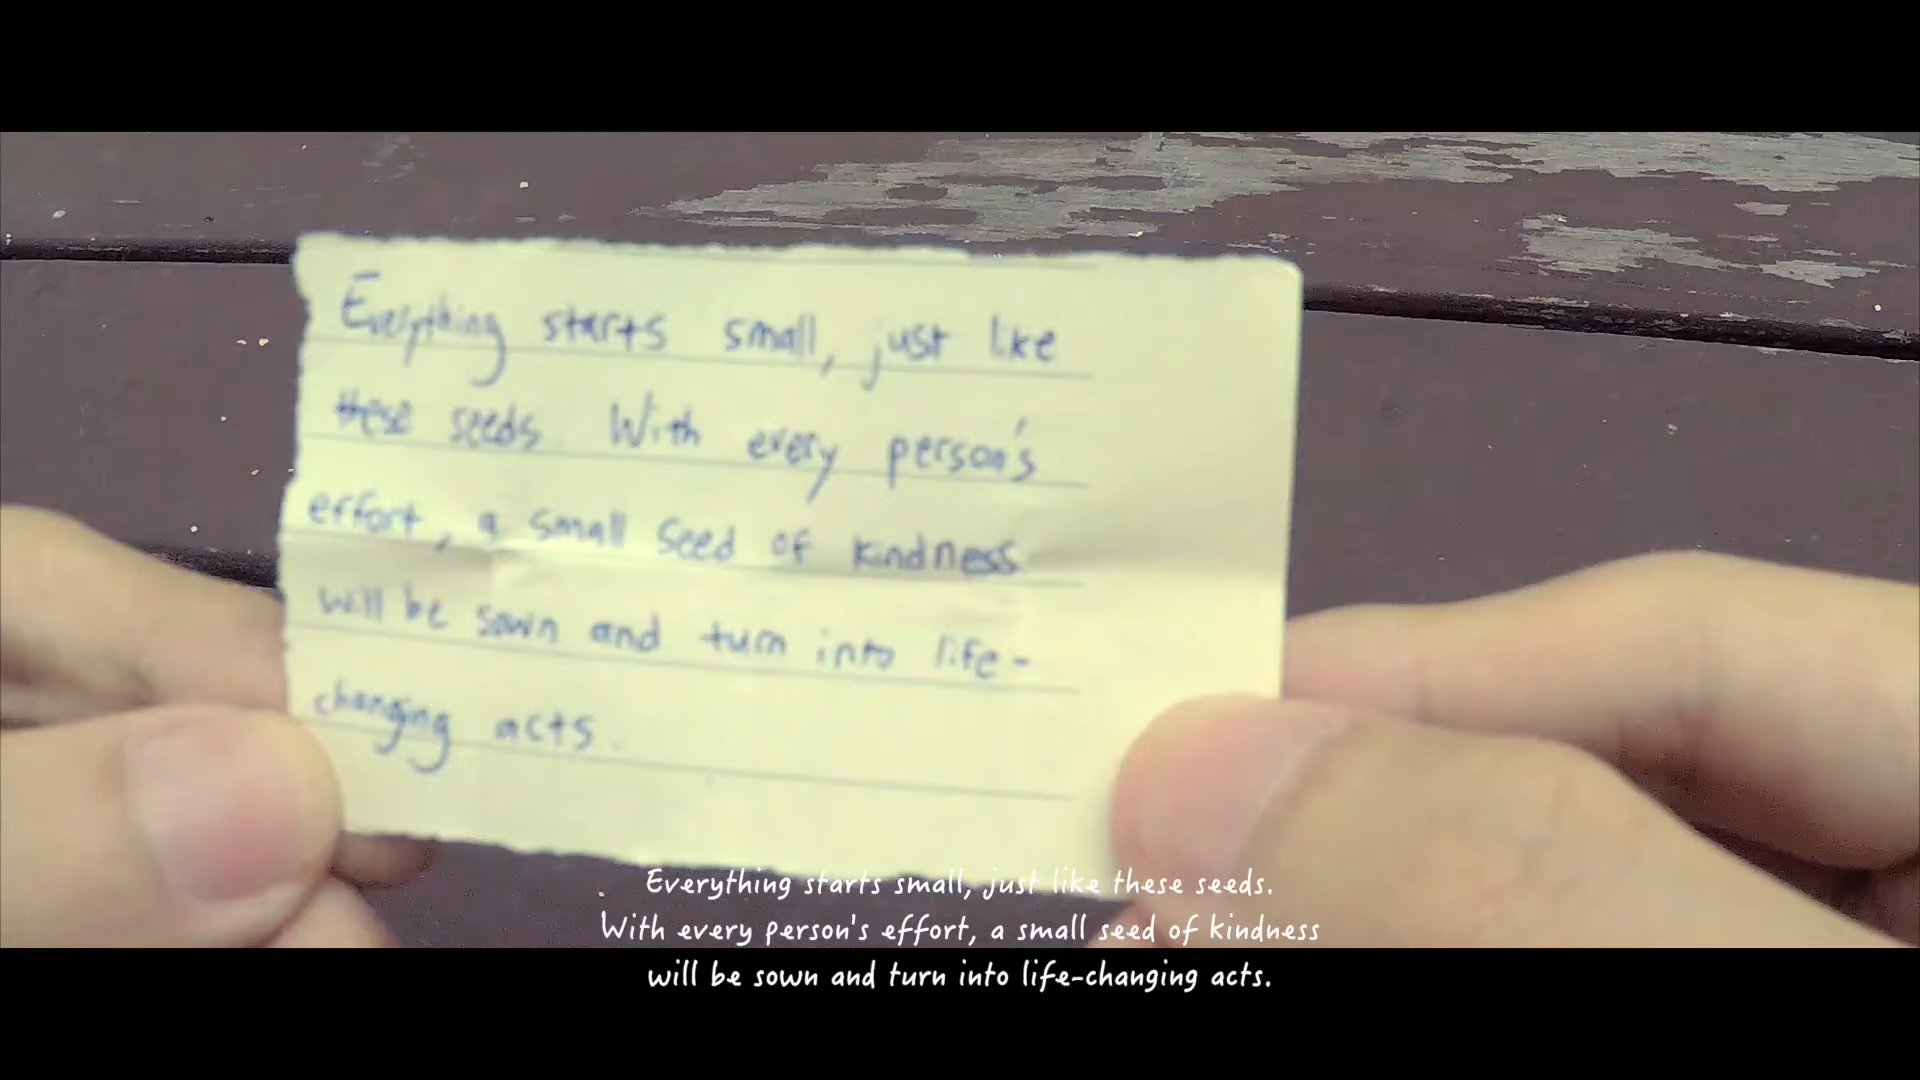 Everything starts small, just like
these seeds. With every person's
effort, a small seed of kindness
will be sown and turn into life-
changing acts.
Everything starts small, just like these seeds.
With every person's effort, a small seed of kindness
will be sown and turn into life-changing acts.